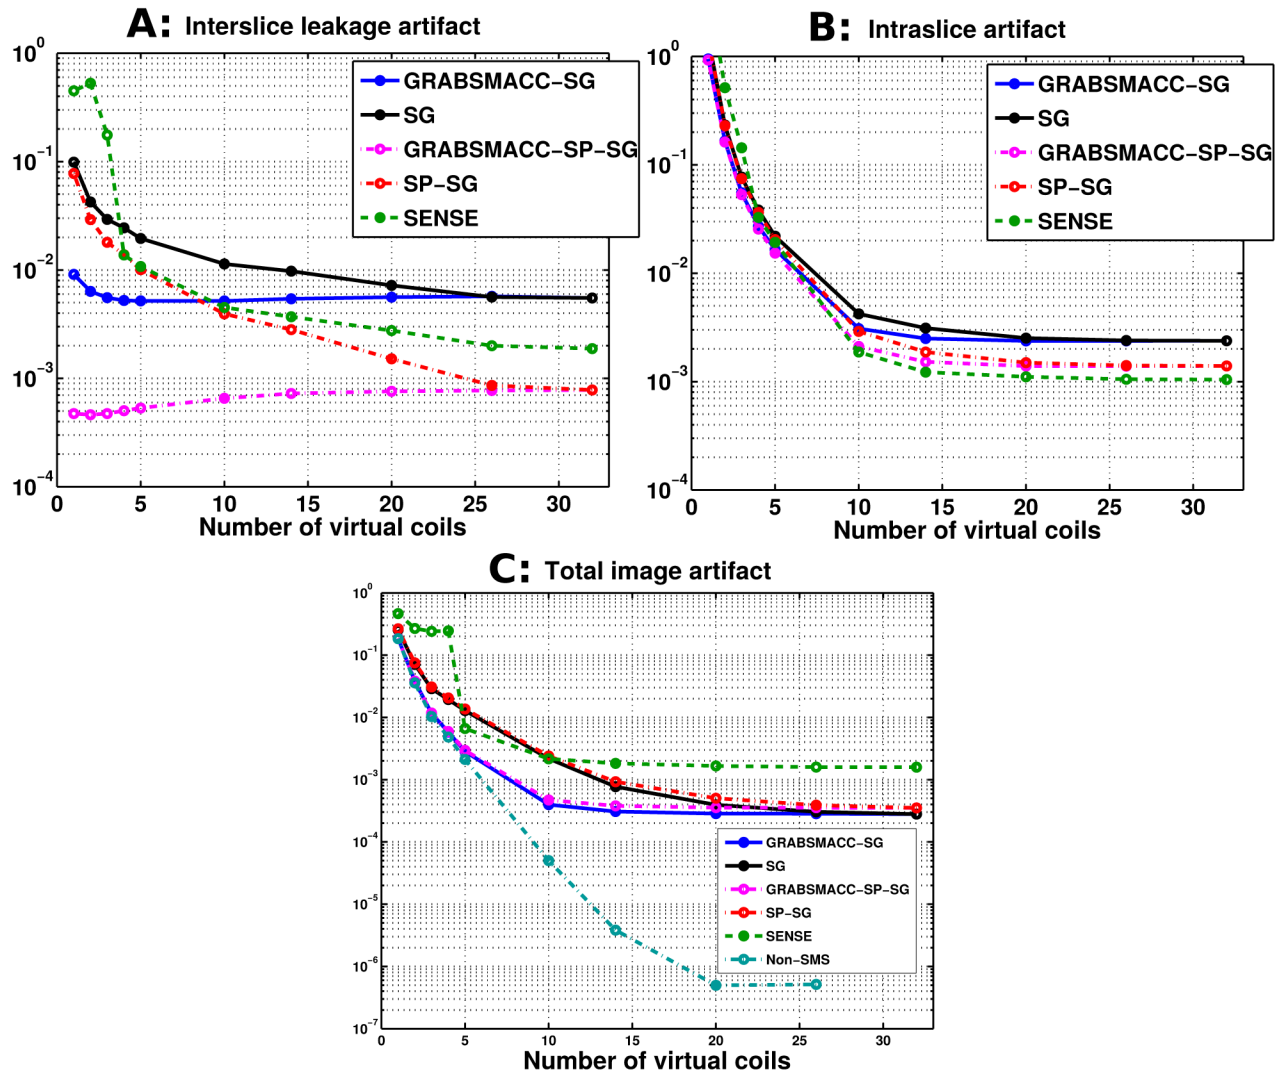 A: Interslice leakage artifact
10^0
10^−1
10^−2
10^−3
10^−4
0 5 10 15 20 25 30
Number of virtual coils
GRABSMACC−SG
SG
GRABSMACC−SP−SG
SP−SG
SENSE
B: Intraslice artifact
10^0
10^−1
10^−2
10^−3
10^−4
0 5 10 15 20 25 30
Number of virtual coils
GRABSMACC−SG
SG
GRABSMACC−SP−SG
SP−SG
SENSE
C: Total image artifact
10^0
10^−1
10^−2
10^−3
10^−4
10^−5
10^−6
10^−7
0 5 10 15 20 25 30
Number of virtual coils
GRABSMACC−SG
SG
GRABSMACC−SP−SG
SP−SG
SENSE
Non−SMS